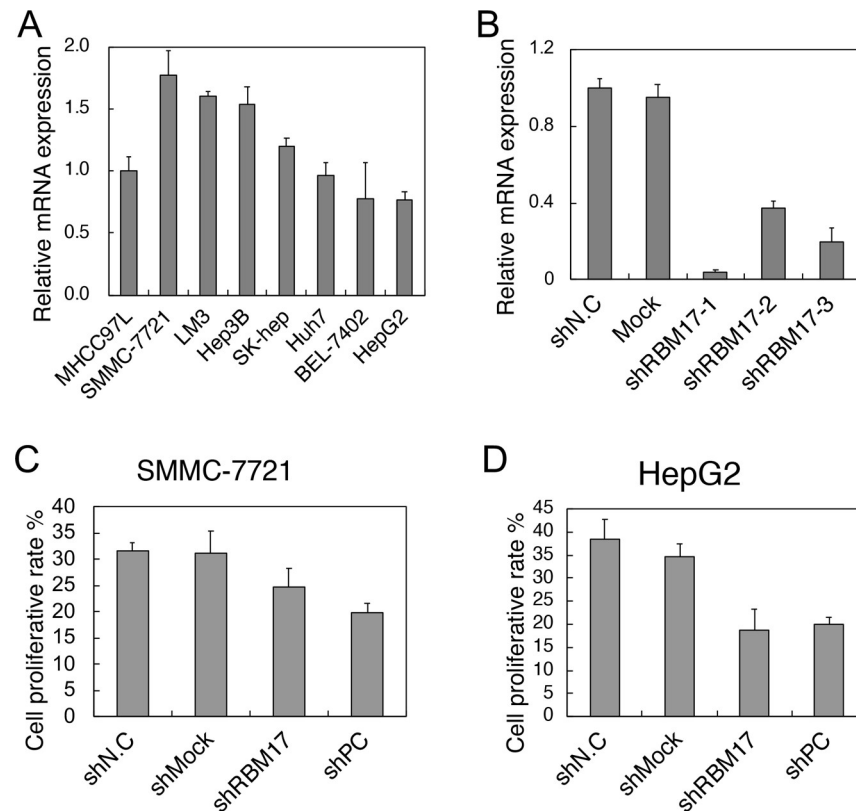 A
Relative mRNA expression
2.0
1.5
1.0
0.5
0.0
MHCC97L
SMMC-7721
LM3
Hep3B
SK-hep
Huh7
BEL-7402
HepG2
B
Relative mRNA expression
1.2
0.8
0.4
0
shN.C
Mock
shRBM17-1
shRBM17-2
shRBM17-3
C
SMMC-7721
Cell proliferative rate %
40
35
30
25
20
15
10
5
0
shN.C
shMock
shRBM17
shPC
D
HepG2
Cell proliferative rate %
45
40
35
30
25
20
15
10
5
0
shN.C
shMock
shRBM17
shPC